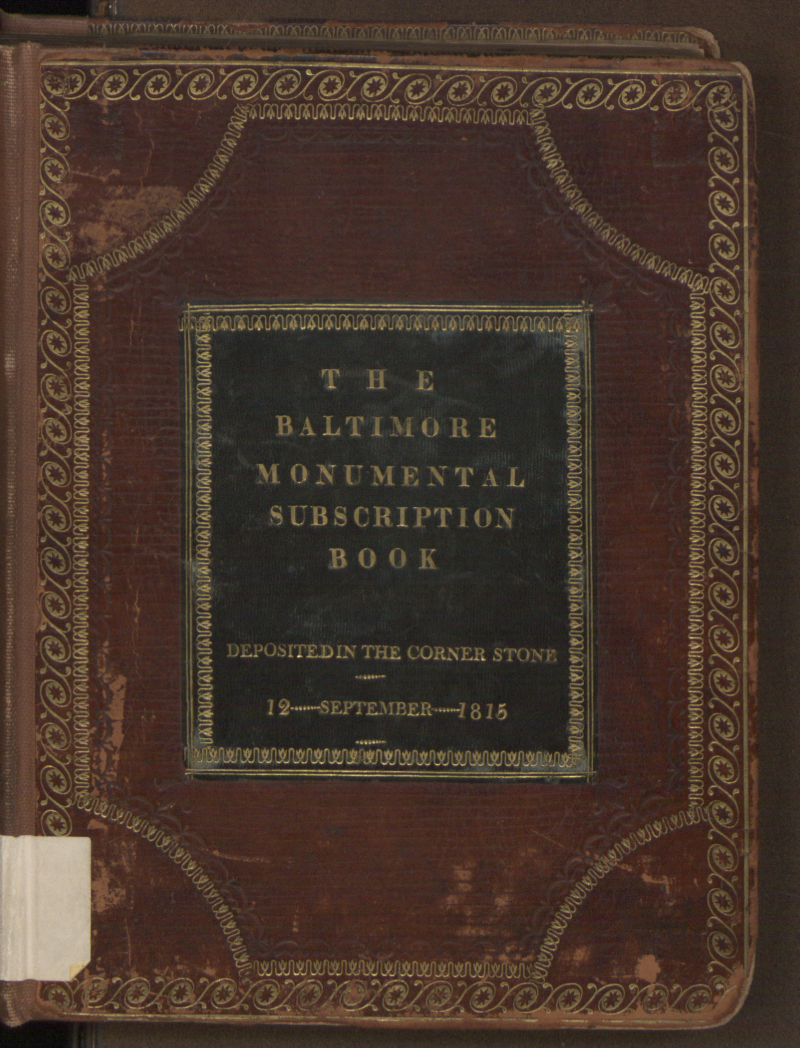 THE
BALTIMORE
MONUMENTAL
SUBSCRIPTION
BOOK
DEPOSITED IN THE CORNER STONE
12 SEPTEMBER 1815